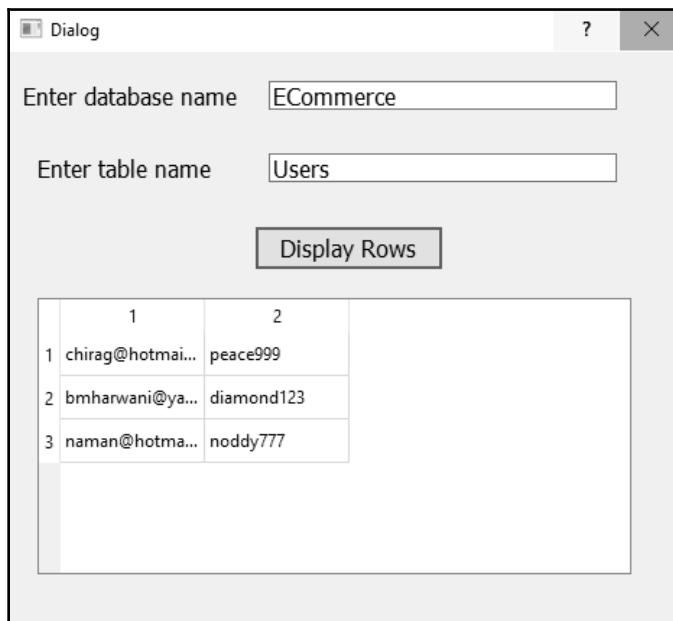 Dialog ?
Enter database name ECommerce
Enter table name Users
Display Rows
1 2
1 chirag@hotmai... peace999
2 bmharwani@ya... diamond123
3 naman@hotma... noddy777